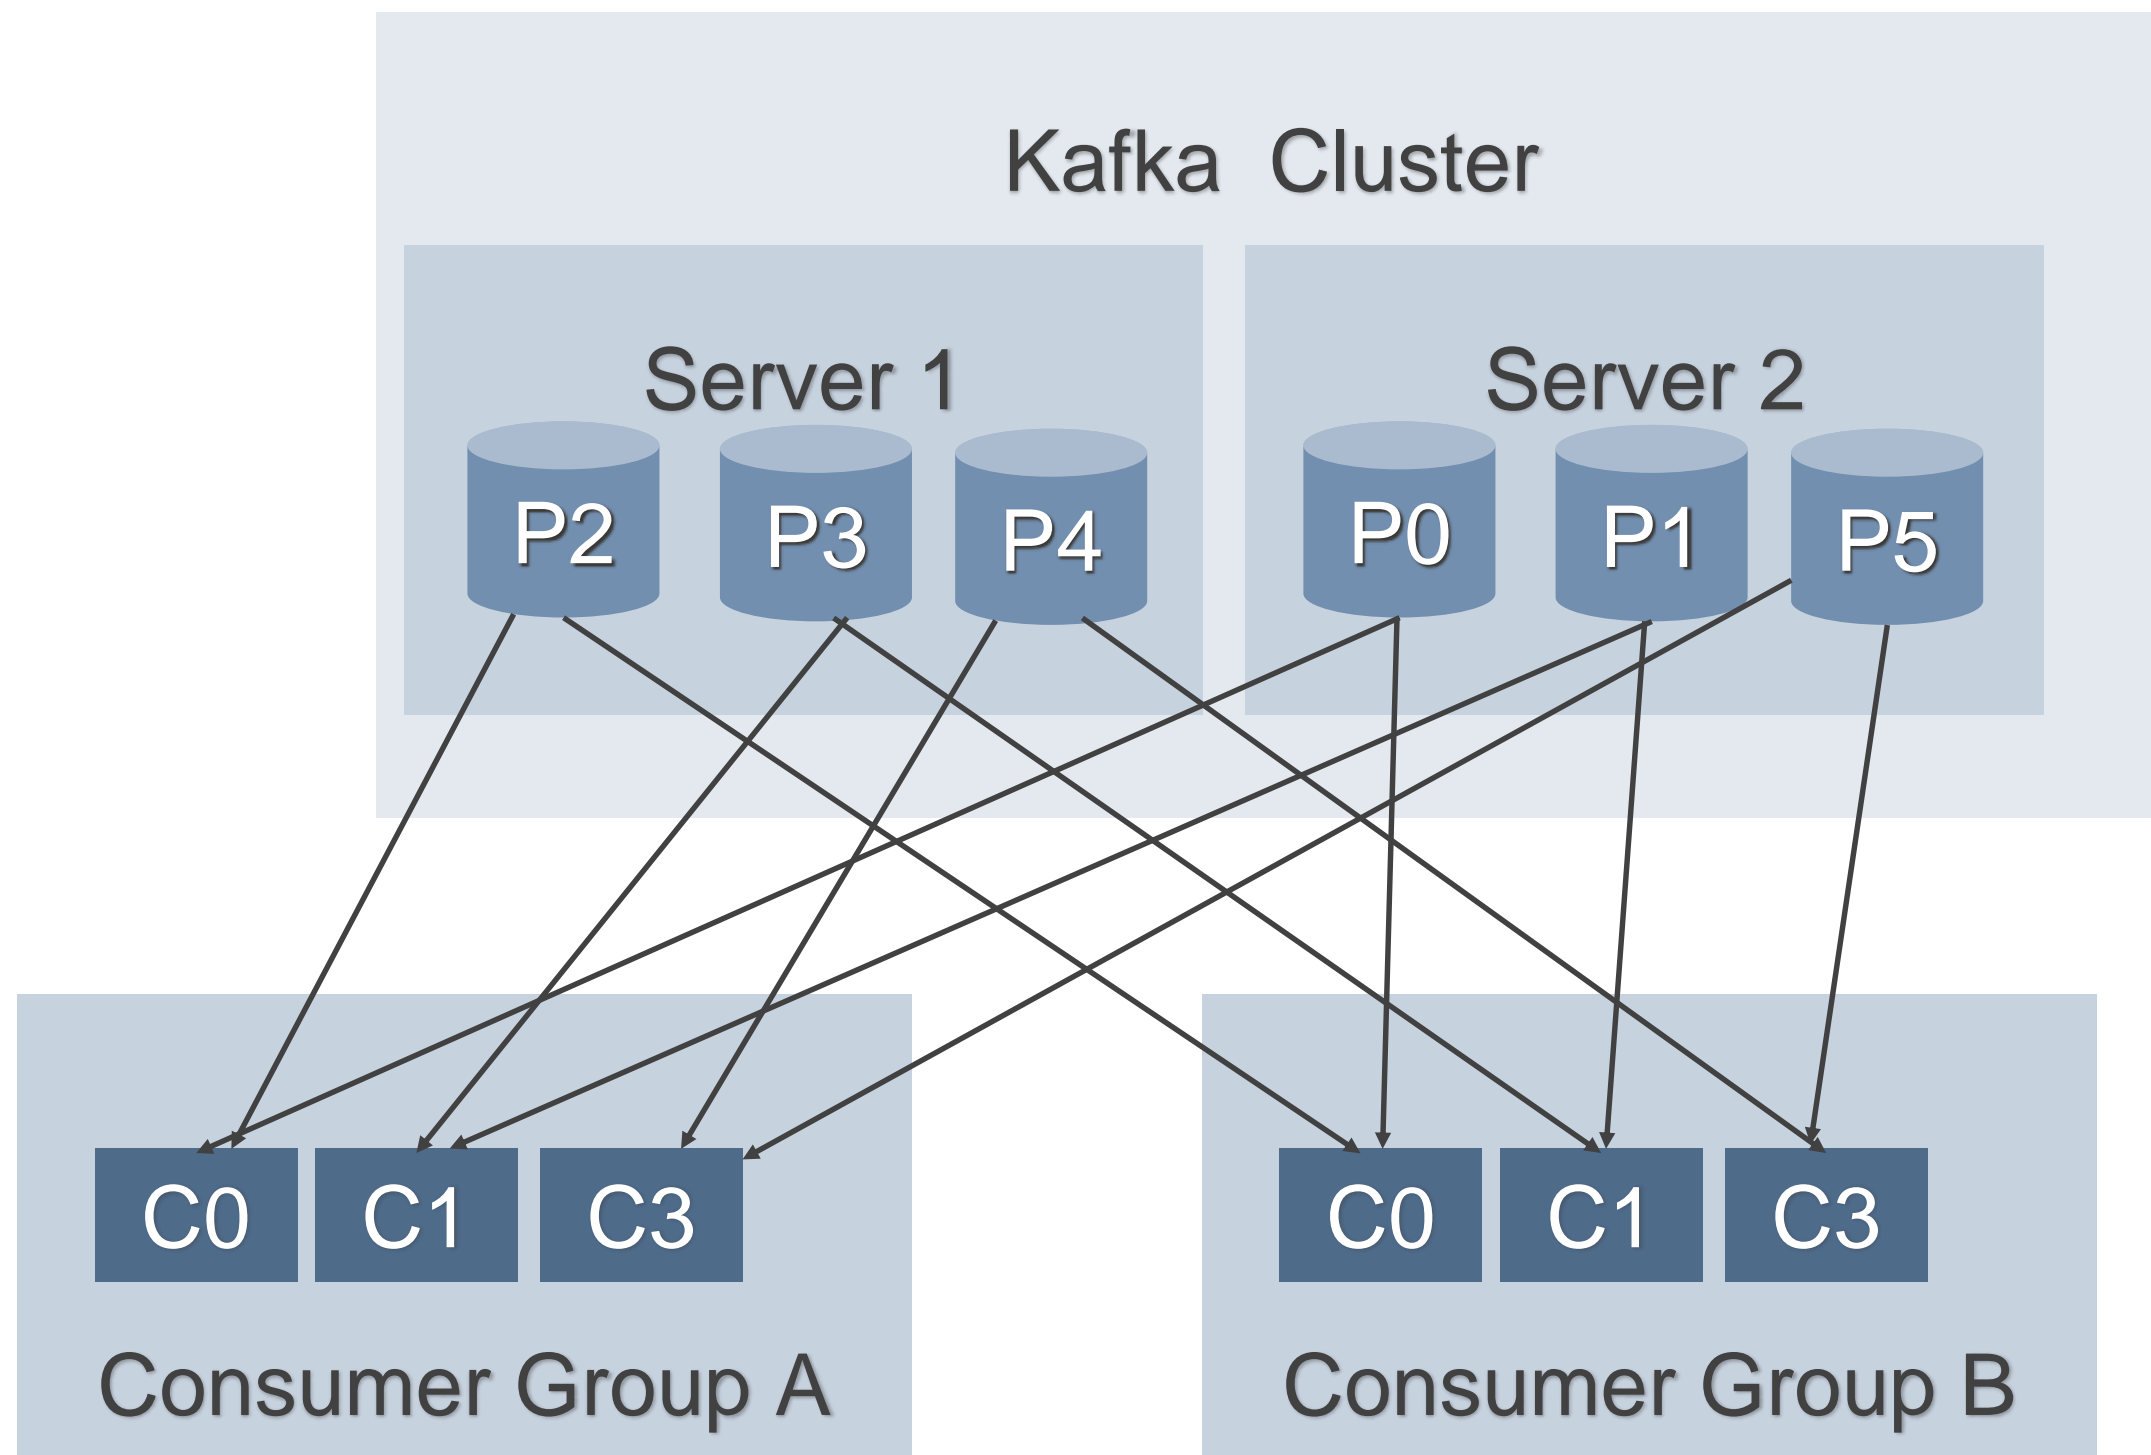 Kafka  Cluster
Server 1
Server 2
P2
P3
P4
P0
P1
P5
C0
C1
C3
C0
C1
C3
Consumer Group A
Consumer Group B